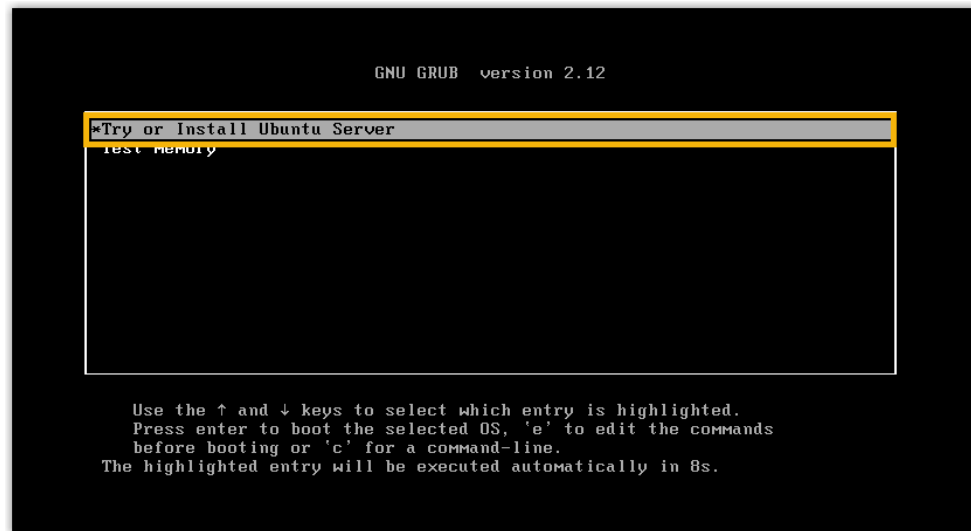 GNU GRUB  version 2.12
*Try or Install Ubuntu Server
Test Memory
Use the ↑ and ↓ keys to select which entry is highlighted.
Press enter to boot the selected OS, `e' to edit the commands
before booting or `c' for a command-line.
The highlighted entry will be executed automatically in 8s.